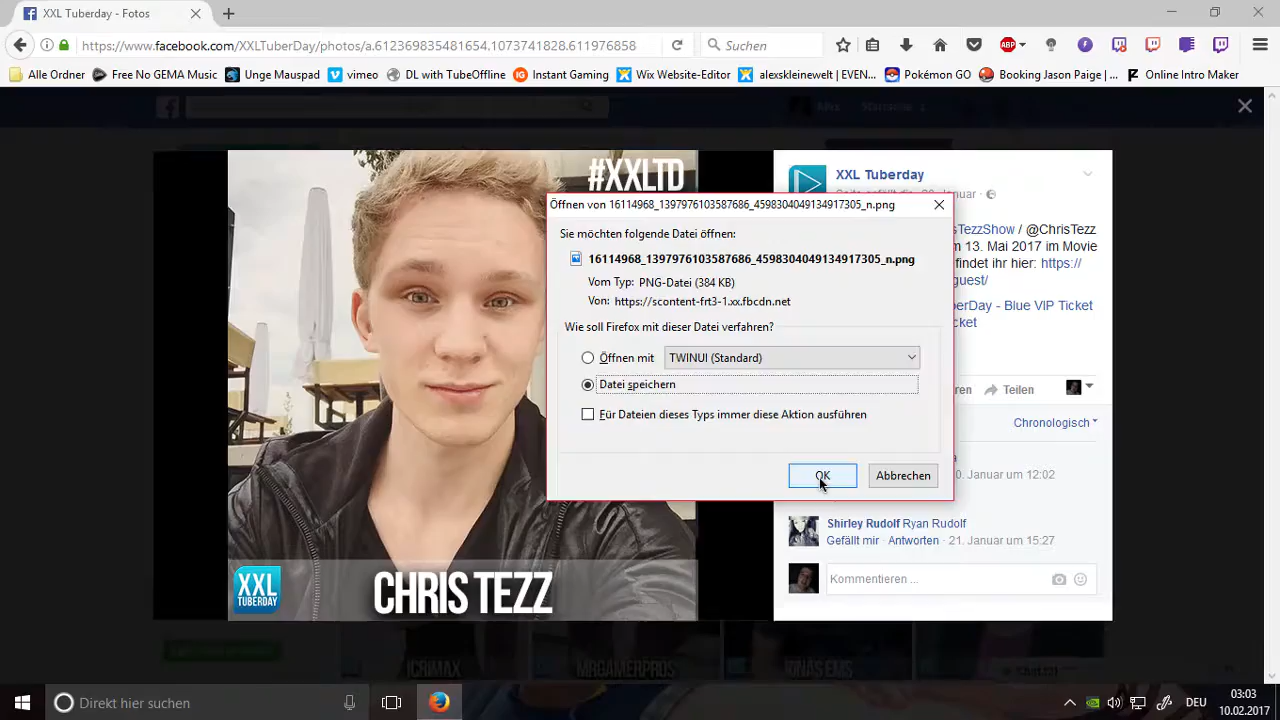 XXL Tuberday - Fotos
https://www.facebook.com/XXLTuberDay/photos/a.612369835481654.1073741828.611976858
Suchen
ABP
Alle Ordner
Free No GEMA Music
Unge Mauspad
vimeo
DL with TubeOffline
Instant Gaming
Wix Website-Editor
alexskleinewelt | EVEN...
Pokémon GO
Booking Jason Paige | ...
Online Intro Maker
Startseite
#XXLTD
XXL Tuberday
Öffnen von 16114968_1397976103587686_4598304049134917305_n.png
Sie möchten folgende Datei öffnen:
16114968_1397976103587686_4598304049134917305_n.png
Vom Typ: PNG-Datei (384 KB)
Von: https://scontent-frt3-1.xx.fbcdn.net
Wie soll Firefox mit dieser Datei verfahren?
Öffnen mit
TWINUI (Standard)
Datei speichern
Für Dateien dieses Typs immer diese Aktion ausführen
OK
Abbrechen
sTezzShow / @ChrisTezz
m 13. Mai 2017 im Movie
findet ihr hier: https://
guest/
berDay - Blue VIP Ticket
cket
ren
Teilen
Chronologisch
0. Januar um 12:02
Shirley Rudolf Ryan Rudolf
Gefällt mir · Antworten · 21. Januar um 15:27
Kommentieren ...
XXL
TUBERDAY
CHRIS TEZZ
ICRIMAX
MRGAMERPROS
JONAS EMS
Direkt hier suchen
DEU
03:03
10.02.2017